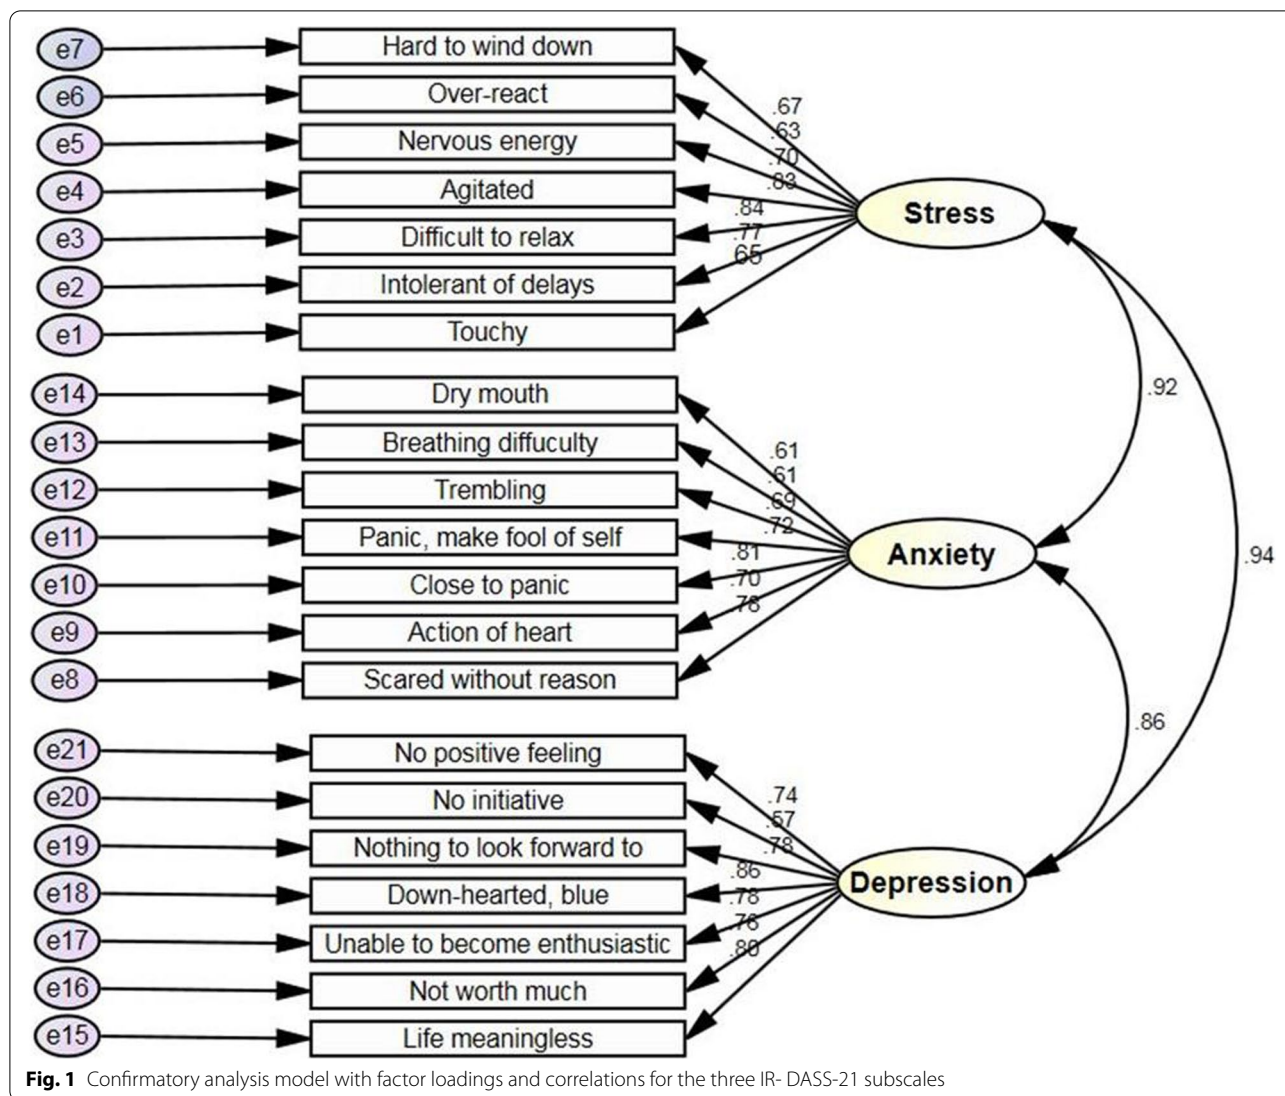 e7 Hard to wind down
e6 Over-react
e5 Nervous energy
e4 Agitated
e3 Difficult to relax
e2 Intolerant of delays
e1 Touchy
.67
.63
.70
.83
.84
.77
.65
Stress
e14 Dry mouth
e13 Breathing diffuculty
e12 Trembling
e11 Panic, make fool of self
e10 Close to panic
e9 Action of heart
e8 Scared without reason
.61
.61
.69
.72
.81
.70
.78
Anxiety
.92
.94
.86
e21 No positive feeling
e20 No initiative
e19 Nothing to look forward to
e18 Down-hearted, blue
e17 Unable to become enthusiastic
e16 Not worth much
e15 Life meaningless
.74
.57
.78
.86
.78
.76
.80
Depression
Fig. 1 Confirmatory analysis model with factor loadings and correlations for the three IR- DASS-21 subscales